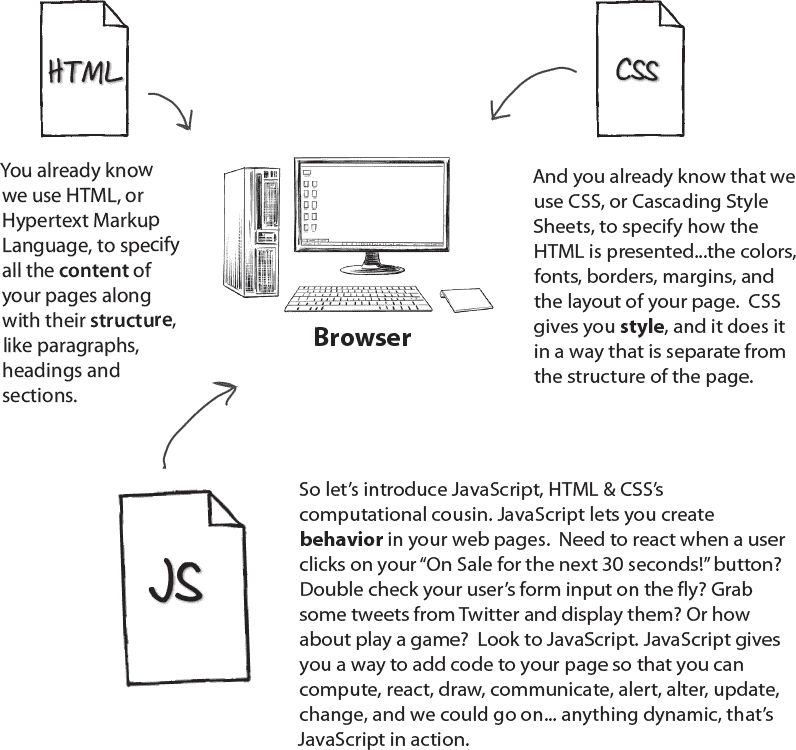 HTML
CSS
You already know
we use HTML, or
Hypertext Markup
Language, to specify
all the content of
your pages along
with their structure,
like paragraphs,
headings and
sections.
Browser
And you already know that we
use CSS, or Cascading Style
Sheets, to specify how the
HTML is presented...the colors,
fonts, borders, margins, and
the layout of your page.  CSS
gives you style, and it does it
in a way that is separate from
the structure of the page.
JS
So let’s introduce JavaScript, HTML & CSS’s
computational cousin. JavaScript lets you create
behavior in your web pages.  Need to react when a user
clicks on your “On Sale for the next 30 seconds!” button?
Double check your user’s form input on the fly? Grab
some tweets from Twitter and display them? Or how
about play a game?  Look to JavaScript. JavaScript gives
you a way to add code to your page so that you can
compute, react, draw, communicate, alert, alter, update,
change, and we could go on... anything dynamic, that’s
JavaScript in action.